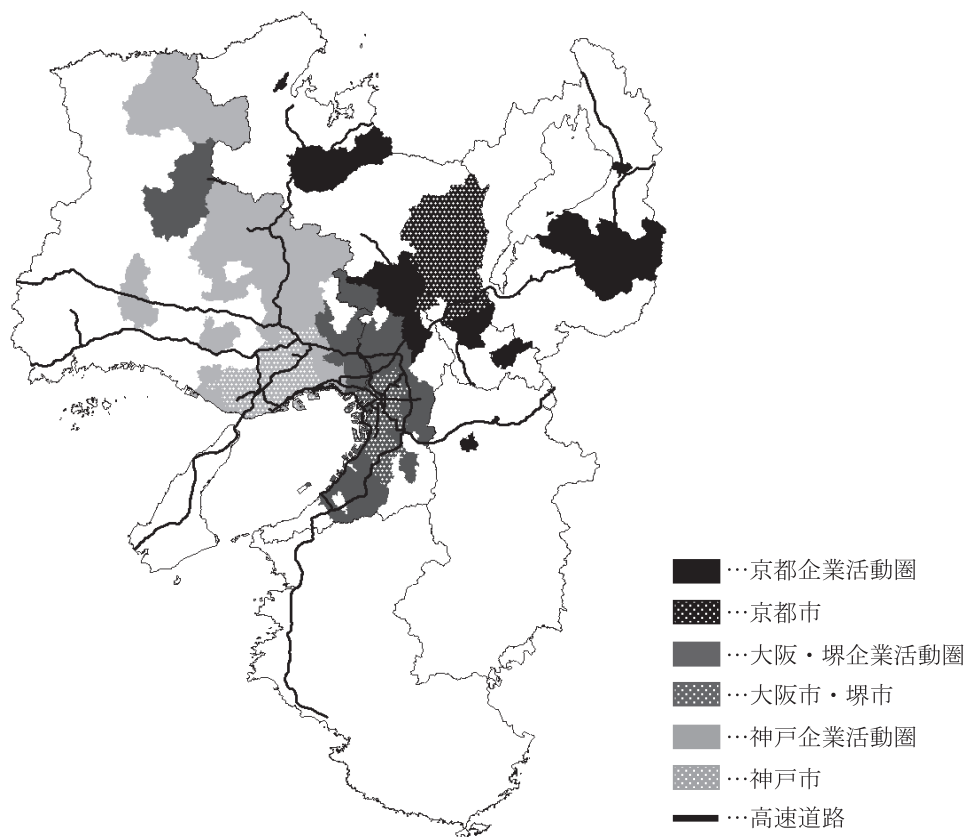 …京都企業活動圏
…京都市
…大阪・堺企業活動圏
…大阪市・堺市
…神戸企業活動圏
…神戸市
…高速道路